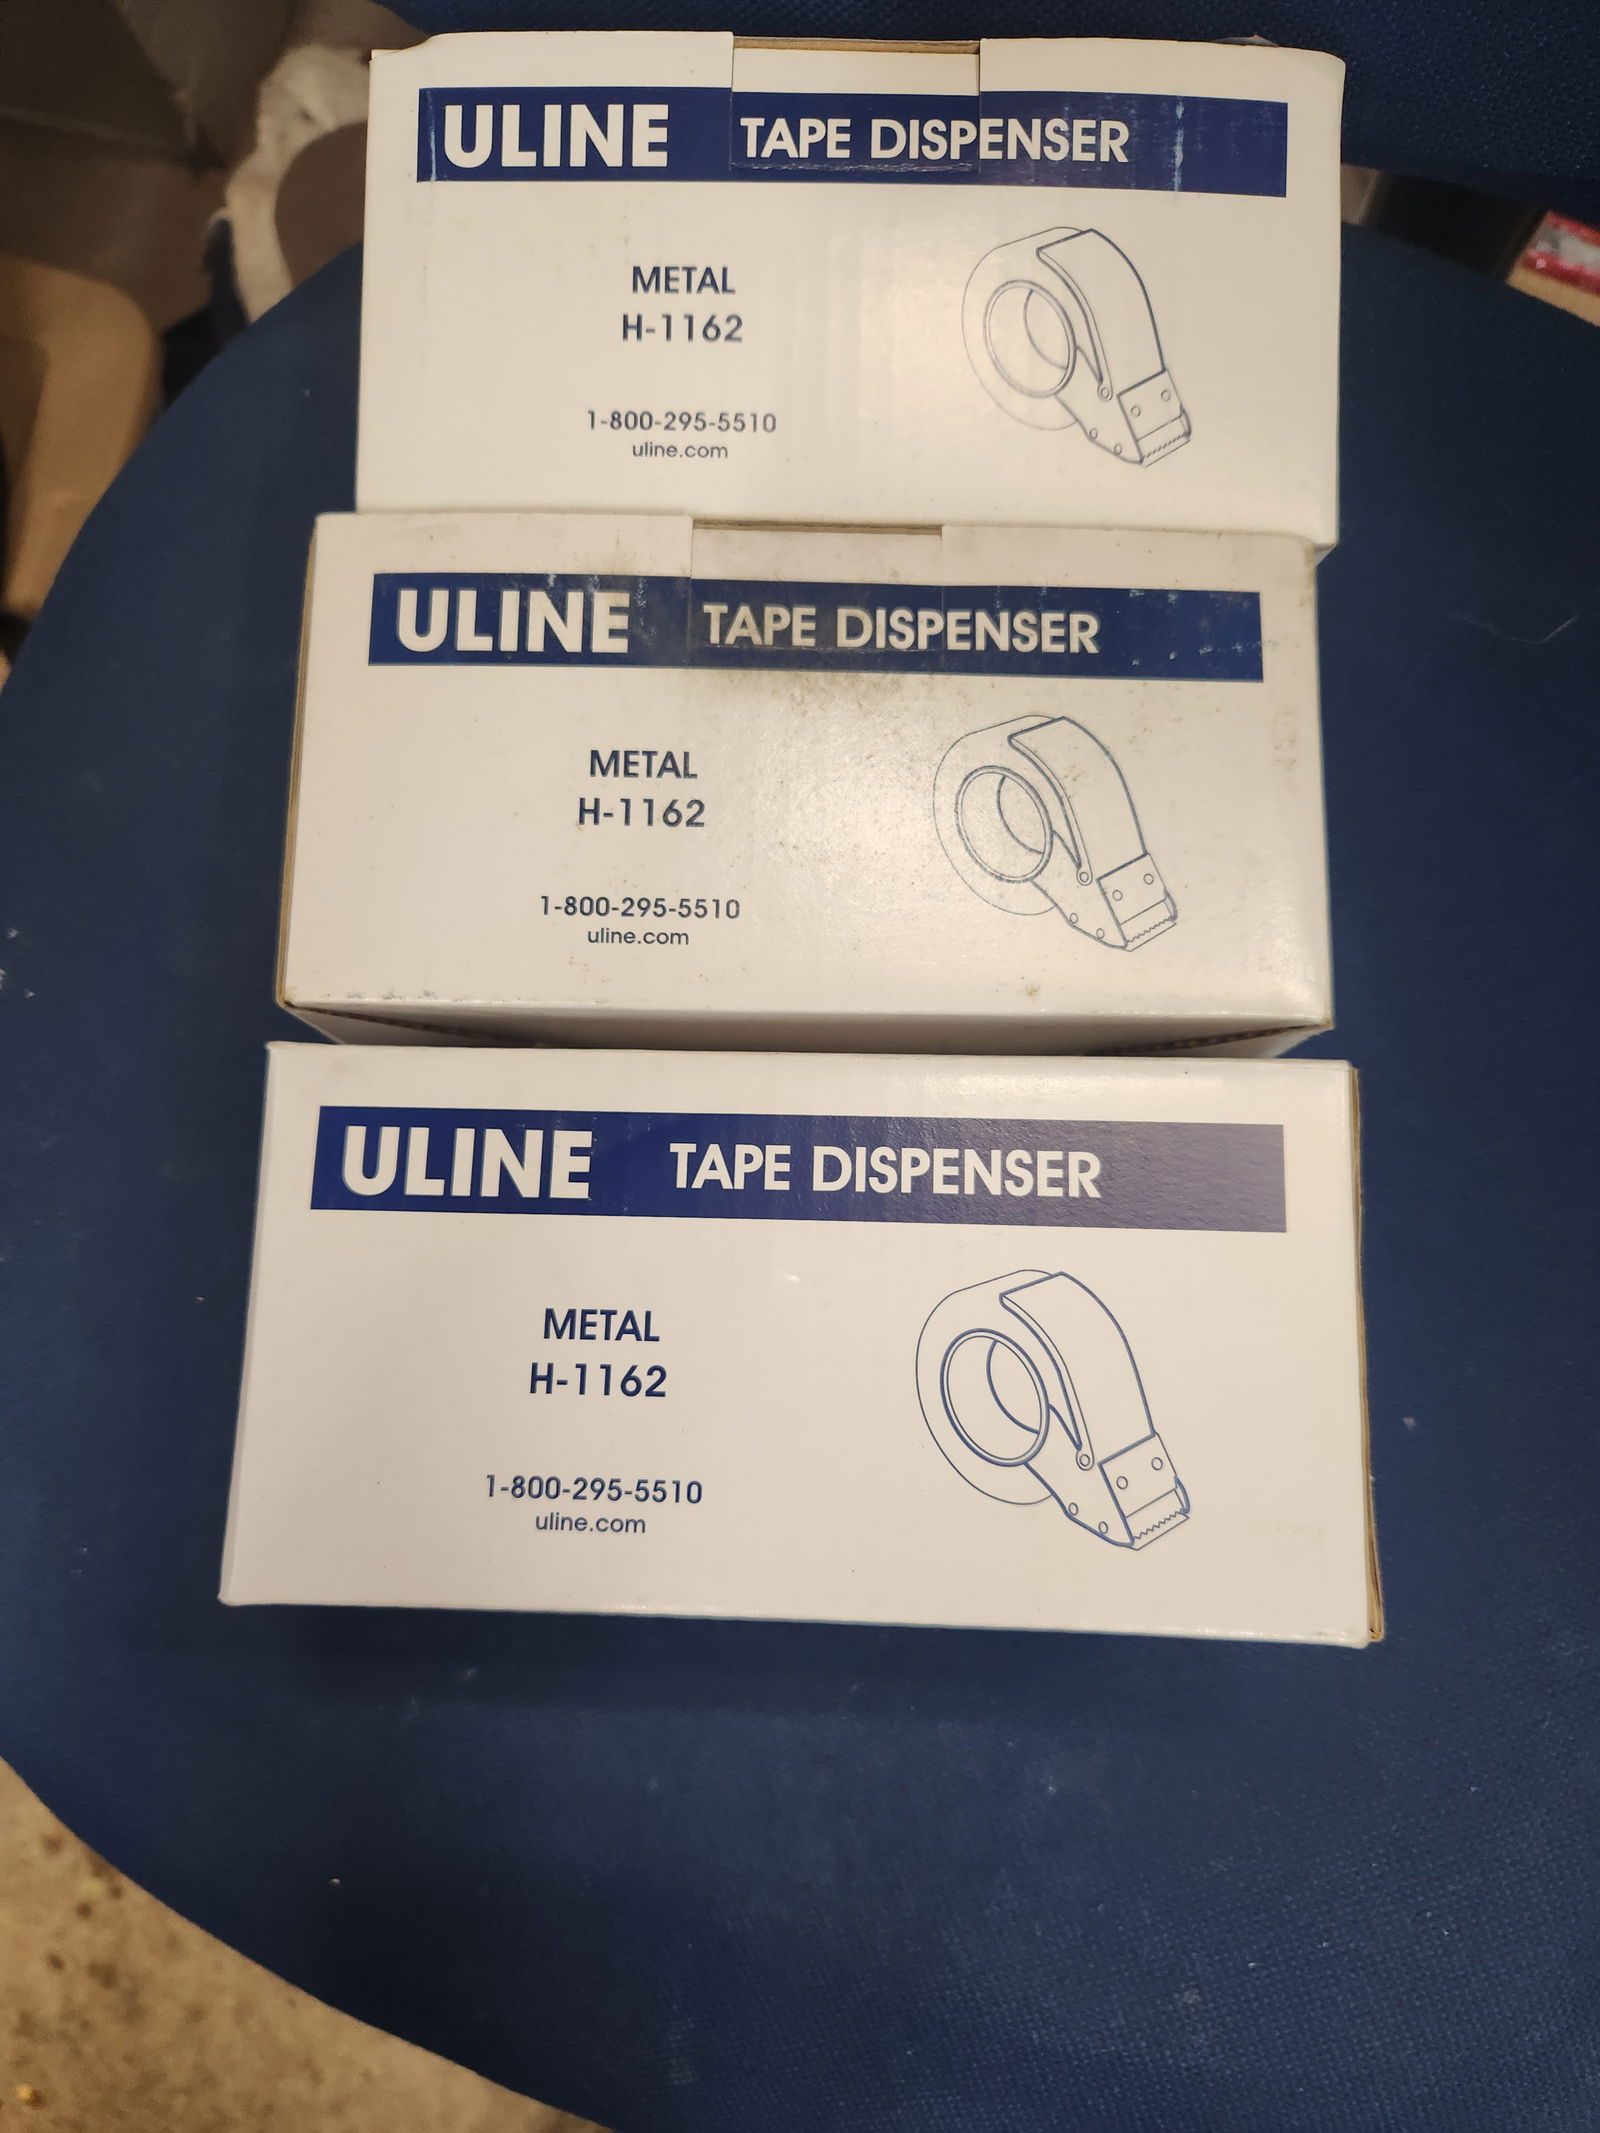 ULINE TAPE DISPENSER
METAL
H-1162
1-800-295-5510
uline.com
ULINE TAPE DISPENSER
METAL
H-1162
1-800-295-5510
uline.com
ULINE TAPE DISPENSER
METAL
H-1162
1-800-295-5510
uline.com